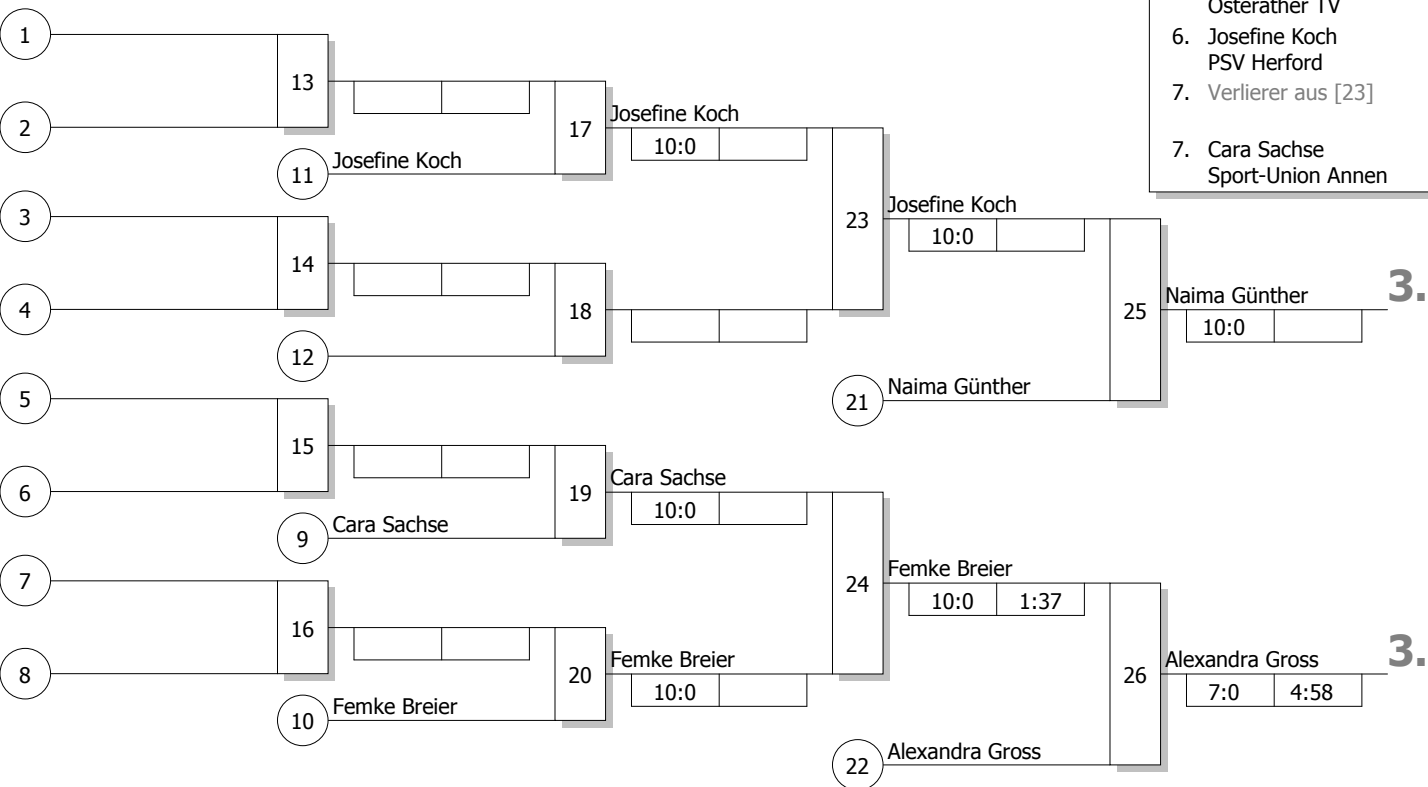 Osterather TV
6. Josefine Koch
PSV Herford
7. Verlierer aus [23]
7. Cara Sachse
Sport-Union Annen
1
13
2
17
Josefine Koch
10:0
11
Josefine Koch
3
23
Josefine Koch
10:0
14
4
18
12
25
Naima Günther
3.
10:0
5
21
Naima Günther
15
6
19
Cara Sachse
10:0
9
Cara Sachse
7
24
Femke Breier
10:0
1:37
16
8
20
Femke Breier
10:0
10
Femke Breier
26
Alexandra Gross
3.
7:0
4:58
22
Alexandra Gross